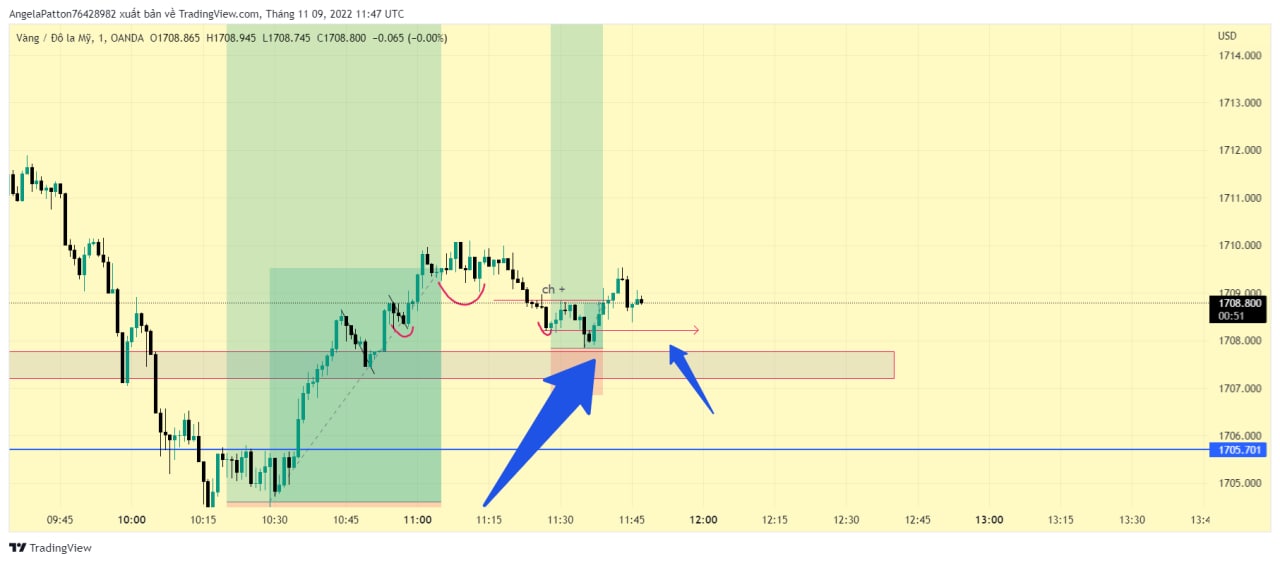 AngelaPatton76428982 xuất bản về TradingView.com, Tháng 11 09, 2022 11:47 UTC
Vàng / Đô la Mỹ, 1, OANDA O1708.865 H1708.945 L1708.745 C1708.800 −0.065 (−0.00%)
USD
1714.000
1713.000
1712.000
1711.000
1710.000
1709.000
ch +
1708.800
00:51
1708.000
1707.000
1706.000
1705.701
1705.000
09:45 10:00 10:15 10:30 10:45 11:00 11:15 11:30 11:45 12:00 12:15 12:30 12:45 13:00 13:15 13:30 13:4
TradingView